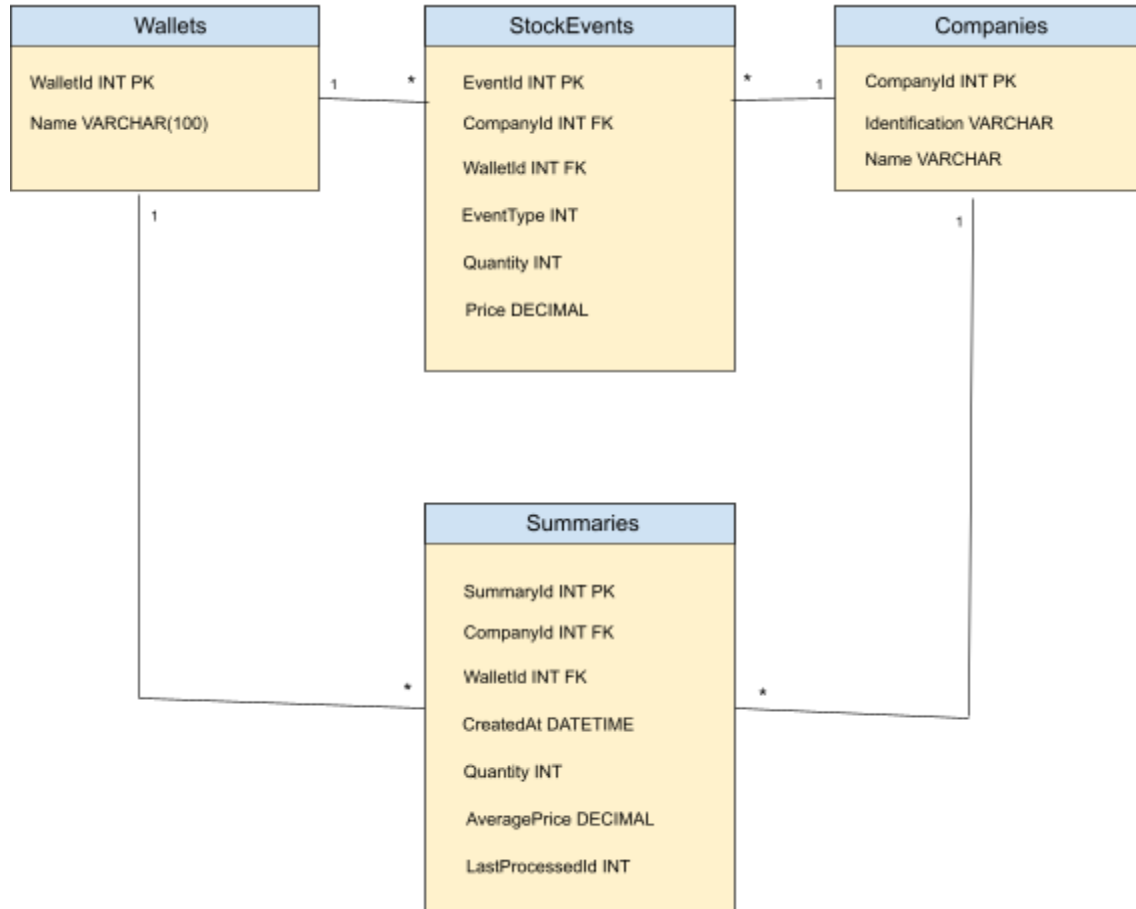 Wallets
WalletId INT PK
Name VARCHAR(100)
1
*
StockEvents
EventId INT PK
CompanyId INT FK
WalletId INT FK
EventType INT
Quantity INT
Price DECIMAL
*
1
Companies
CompanyId INT PK
Identification VARCHAR
Name VARCHAR
1
1
Summaries
SummaryId INT PK
CompanyId INT FK
WalletId INT FK
CreatedAt DATETIME
Quantity INT
AveragePrice DECIMAL
LastProcessedId INT
*
*